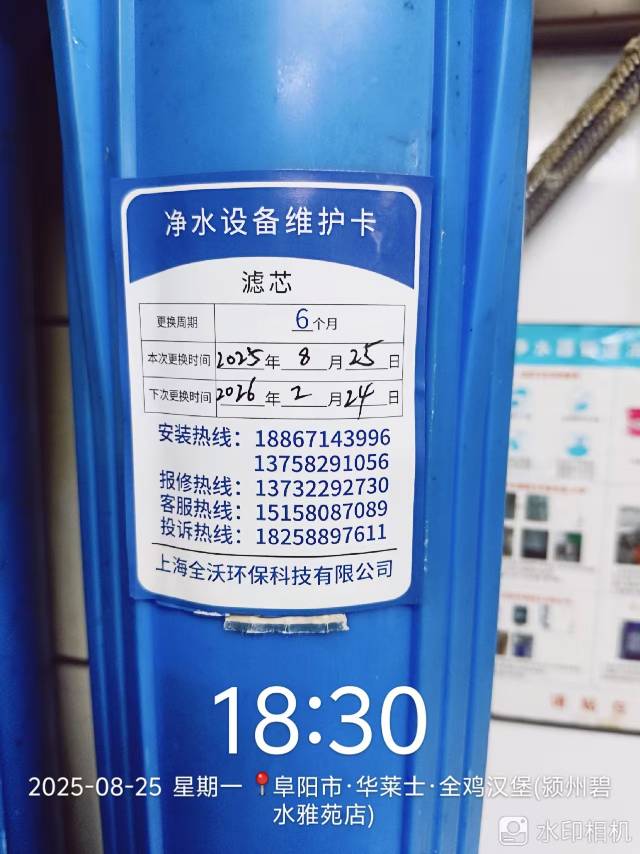 净水设备维护卡
滤芯
更换周期 6个月
本次更换时间 2025年 8 月 25 日
下次更换时间 2026年 2 月 24 日
安装热线：18867143996
13758291056
报修热线：13732292730
客服热线：15158087089
投诉热线：18258897611
上海全沃环保科技有限公司
18:30
2025-08-25 星期一 📍阜阳市·华莱士·全鸡汉堡(颍州碧
水雅苑店)
水印相机